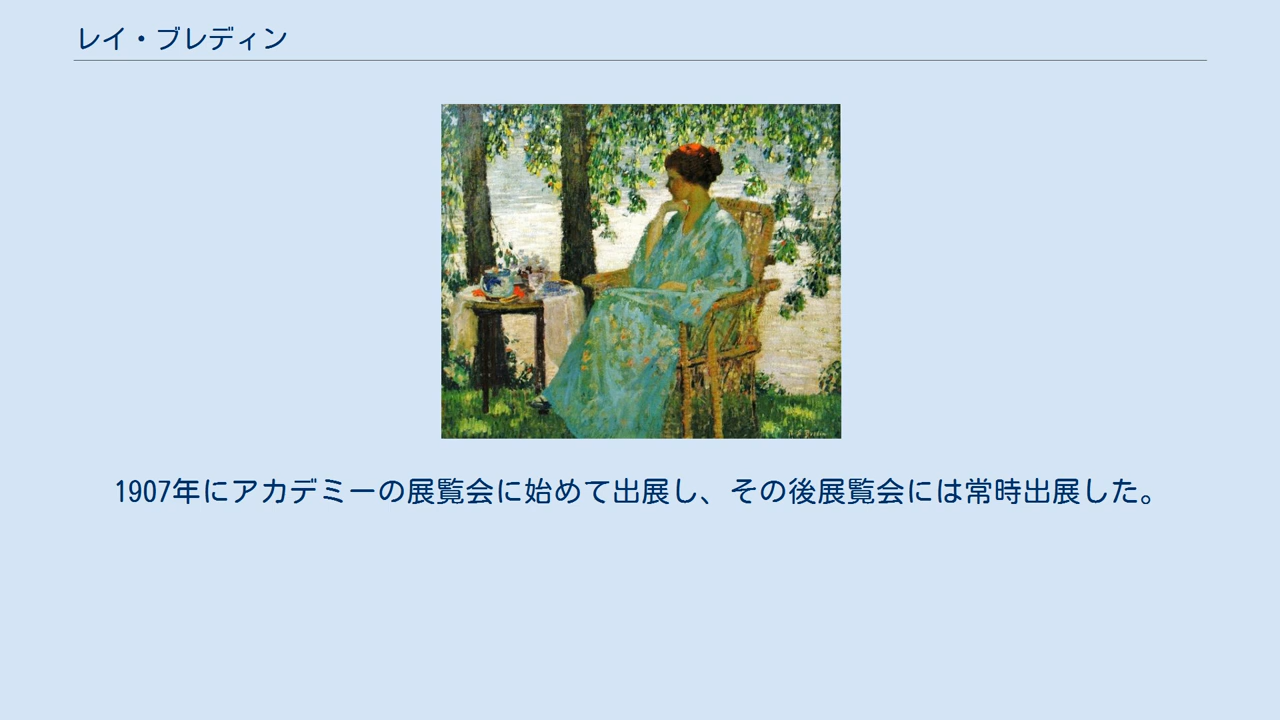 レイ・ブレディン
1907年にアカデミーの展覧会に始めて出展し、その後展覧会には常時出展した。